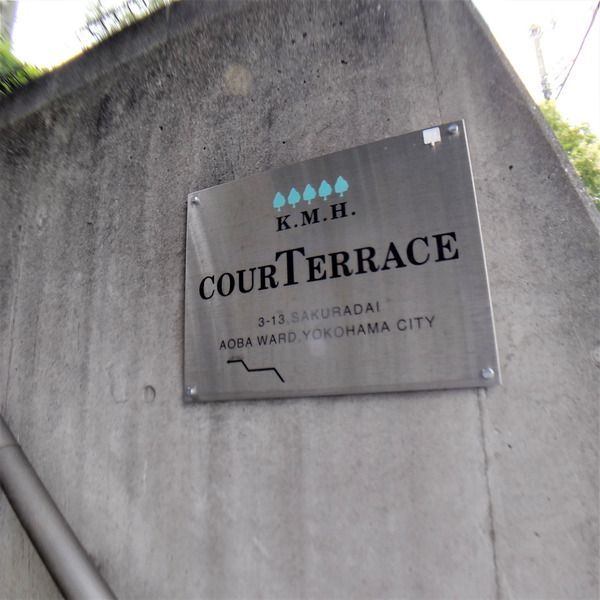 K.M.H.
COURTERRACE
3-13,SAKURADAI
AOBA WARD,YOKOHAMA CITY